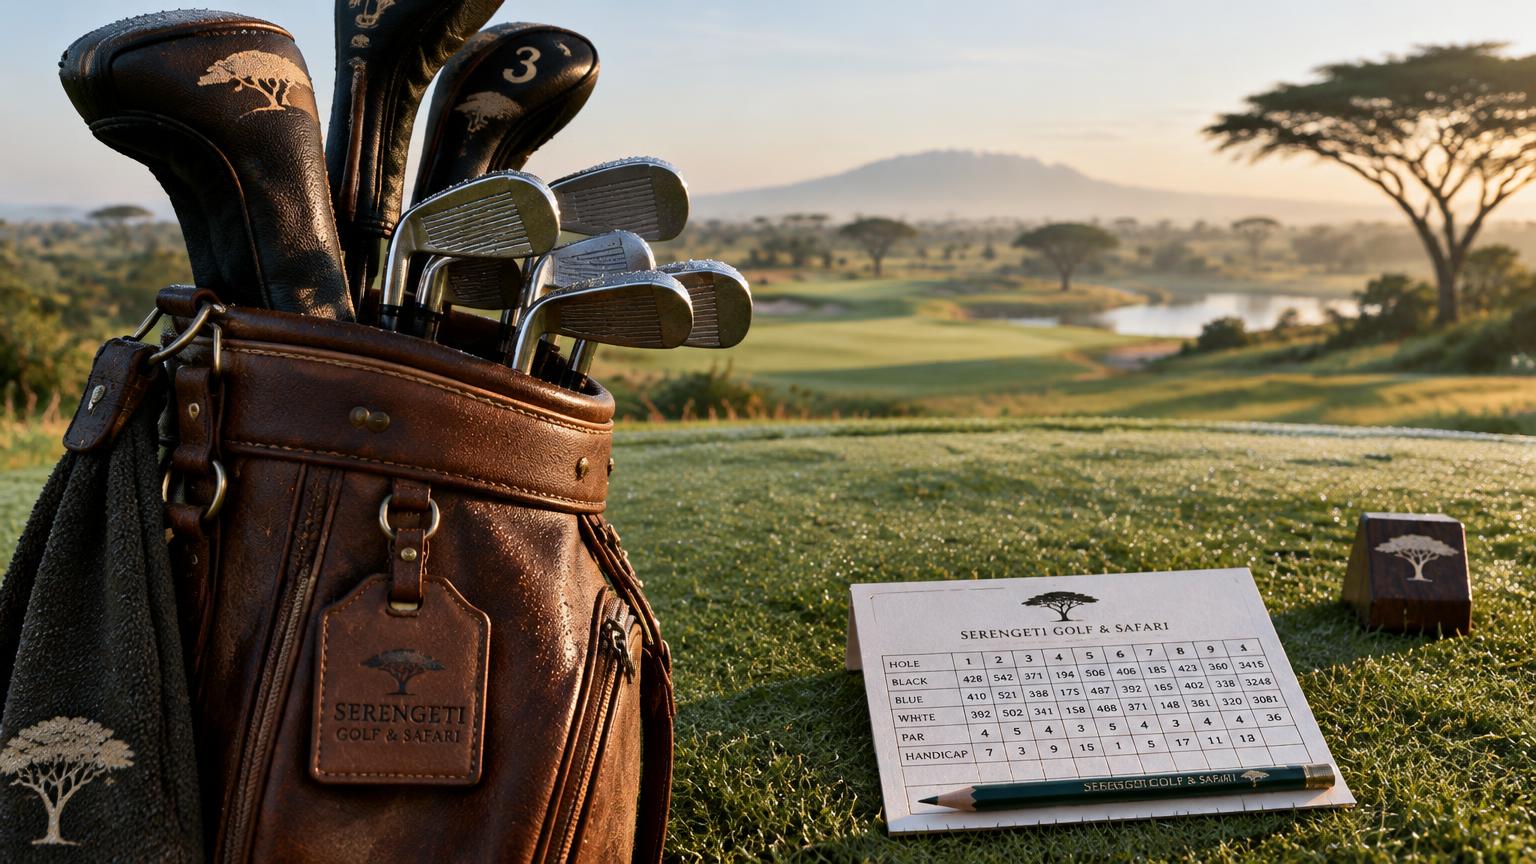 3
SERENGETI
GOLF & SAFARI
SERENGETI GOLF & SAFARI
HOLE 1 2 3 4 5 6 7 8 9
BLACK 428 542 371 194 506 406 185 423 360 3415
BLUE 410 521 388 175 487 392 165 402 338 3248
WHITE 392 502 341 158 468 371 148 381 320 3081
PAR 4 5 4 3 5 4 3 4 4 36
HANDICAP 7 3 9 15 1 5 17 11 13
GOLF & SAFARI